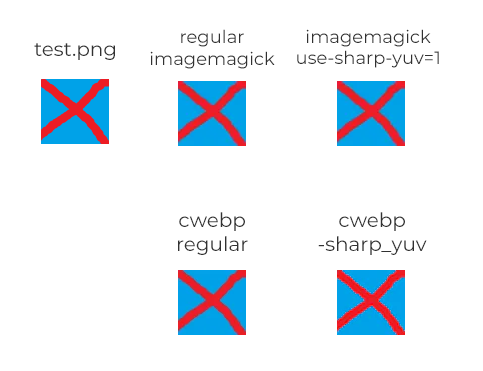 test.png
regular
imagemagick
imagemagick
use-sharp-yuv=1
cwebp
regular
cwebp
-sharp_yuv